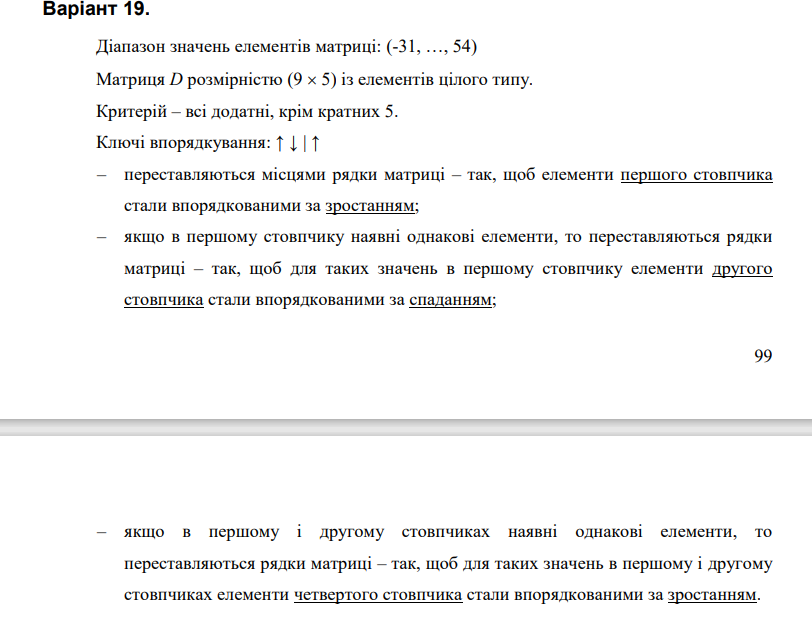 Варіант 19.
Діапазон значень елементів матриці: (-31, …, 54)
Матриця D розмірністю (9 × 5) із елементів цілого типу.
Критерій – всі додатні, крім кратних 5.
Ключі впорядкування: ↑↓|↑
– переставляються місцями рядки матриці – так, щоб елементи першого стовпчика
стали впорядкованими за зростанням;
– якщо в першому стовпчику наявні однакові елементи, то переставляються рядки
матриці – так, щоб для таких значень в першому стовпчику елементи другого
стовпчика стали впорядкованими за спаданням;
99
– якщо в першому і другому стовпчиках наявні однакові елементи, то
переставляються рядки матриці – так, щоб для таких значень в першому і другому
стовпчиках елементи четвертого стовпчика стали впорядкованими за зростанням.